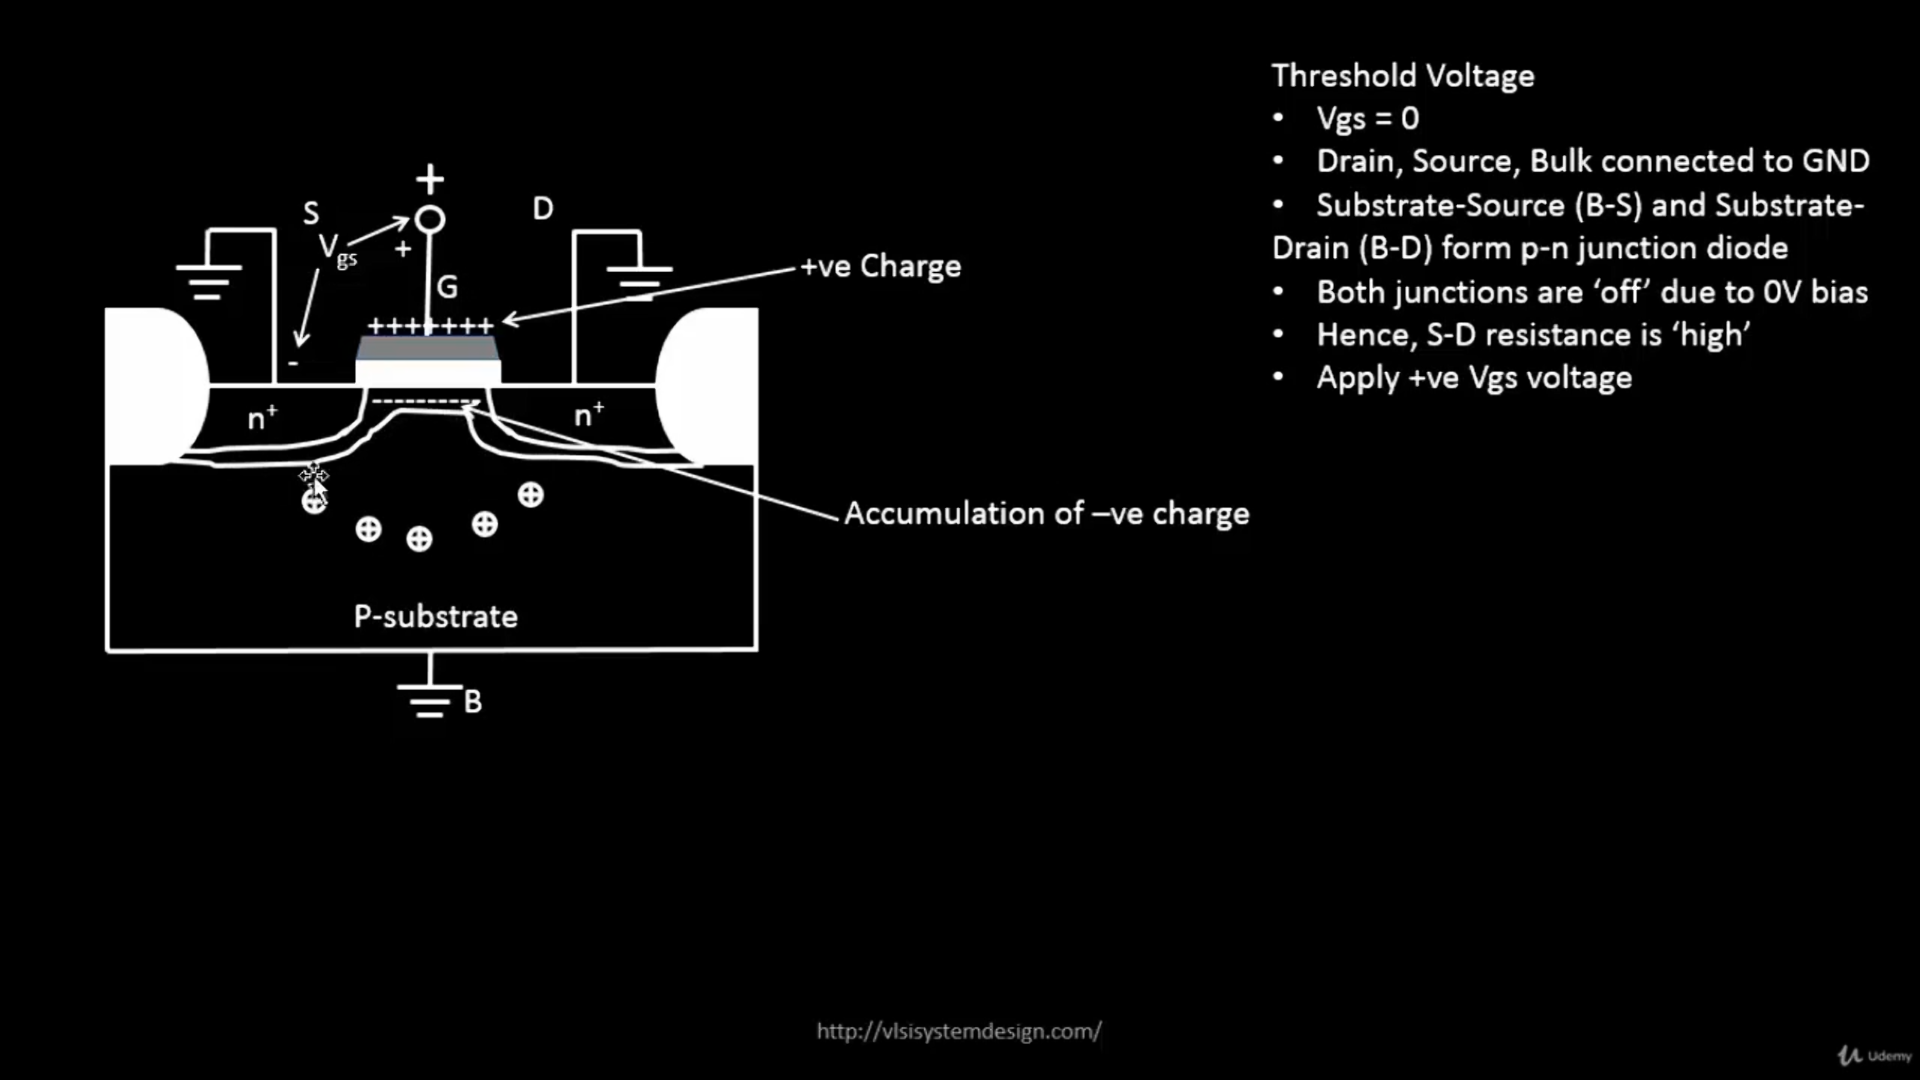 Threshold Voltage
• Vgs = 0
• Drain, Source, Bulk connected to GND
• Substrate-Source (B-S) and Substrate-
Drain (B-D) form p-n junction diode
• Both junctions are ‘off’ due to 0V bias
• Hence, S-D resistance is ‘high’
• Apply +ve Vgs voltage
+
S
D
Vgs
+
G
+ve Charge
+++++++
-
n+
n+
Accumulation of –ve charge
P-substrate
B
http://vlsisystemdesign.com/
Udemy